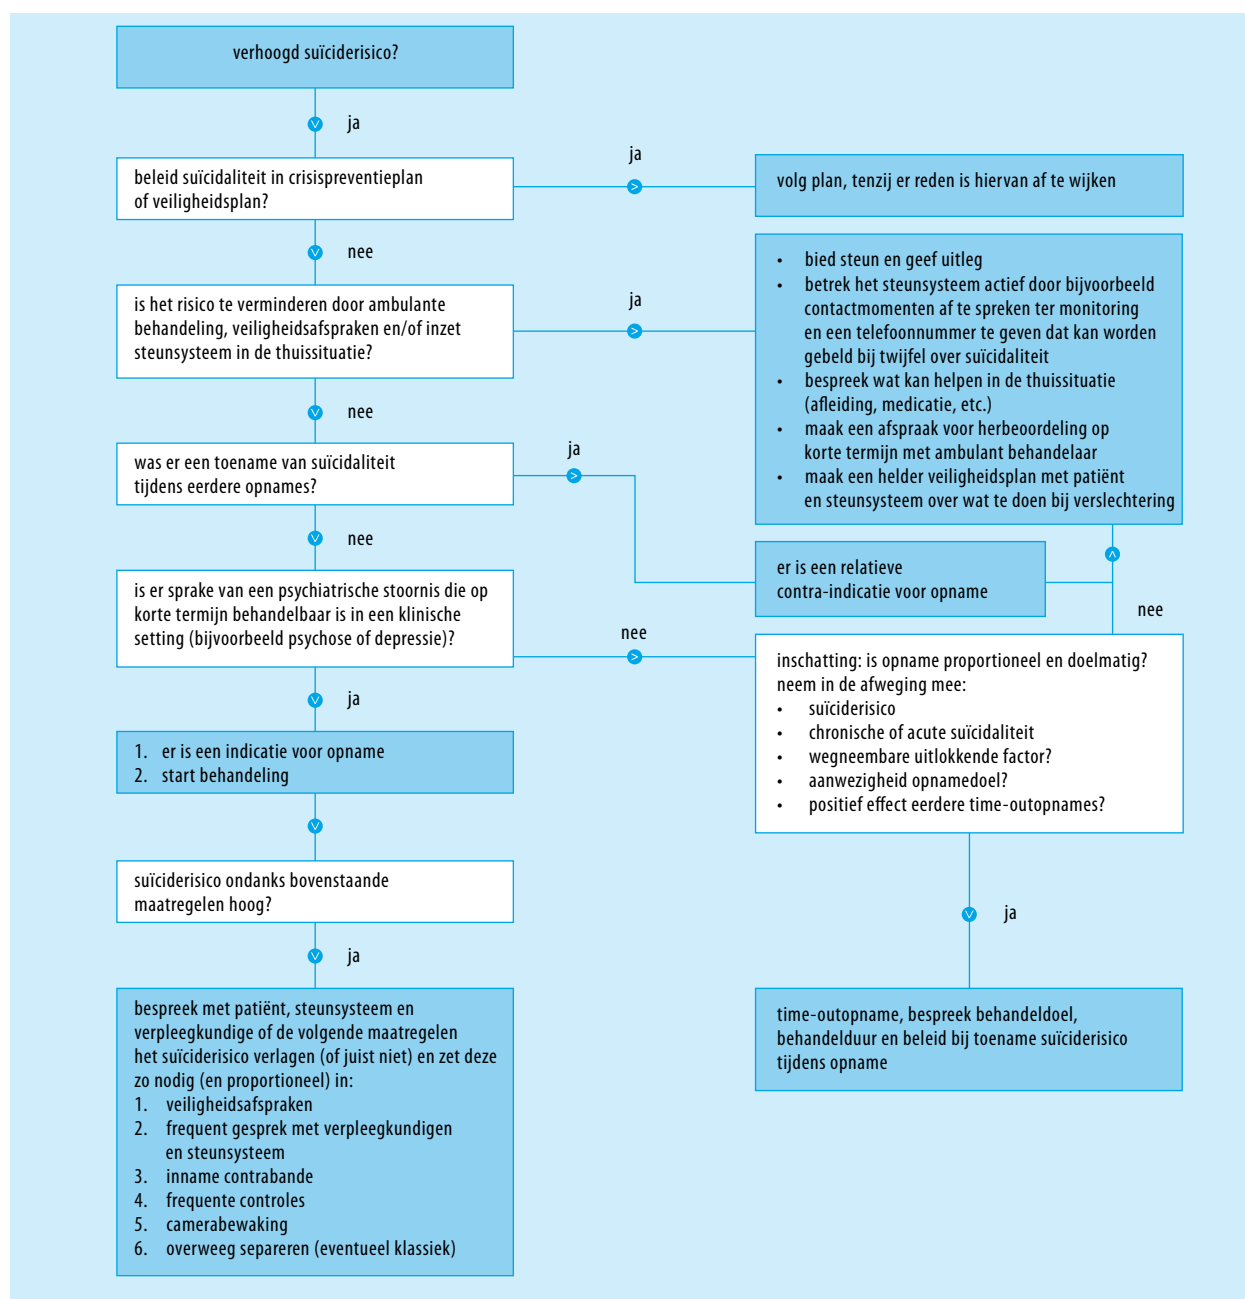 verhoogd suïciderisico?
ja
beleid suïcidaliteit in crisispreventieplan
of veiligheidsplan?
ja
volg plan, tenzij er reden is hiervan af te wijken
nee
is het risico te verminderen door ambulante
behandeling, veiligheidsafspraken en/of inzet
steunsysteem in de thuissituatie?
ja
• bied steun en geef uitleg
• betrek het steunsysteem actief door bijvoorbeeld
contactmomenten af te spreken ter monitoring
en een telefoonnummer te geven dat kan worden
gebeld bij twijfel over suïcidaliteit
• bespreek wat kan helpen in de thuissituatie
(afleiding, medicatie, etc.)
• maak een afspraak voor herbeoordeling op
korte termijn met ambulant behandelaar
• maak een helder veiligheidsplan met patiënt
en steunsysteem over wat te doen bij verslechtering
nee
was er een toename van suïcidaliteit
tijdens eerdere opnames?
ja
er is een relatieve
contra-indicatie voor opname
nee
is er sprake van een psychiatrische stoornis die op
korte termijn behandelbaar is in een klinische
setting (bijvoorbeeld psychose of depressie)?
nee
nee
inschatting: is opname proportioneel en doelmatig?
neem in de afweging mee:
• suïciderisico
• chronische of acute suïcidaliteit
• wegneembare uitlokkende factor?
• aanwezigheid opnamedoel?
• positief effect eerdere time-outopnames?
ja
1. er is een indicatie voor opname
2. start behandeling
suïciderisico ondanks bovenstaande
maatregelen hoog?
ja
time-outopname, bespreek behandeldoel,
behandelduur en beleid bij toename suïciderisico
tijdens opname
ja
bespreek met patiënt, steunsysteem en
verpleegkundige of de volgende maatregelen
het suïciderisico verlagen (of juist niet) en zet deze
zo nodig (en proportioneel) in:
1. veiligheidsafspraken
2. frequent gesprek met verpleegkundigen
en steunsysteem
3. inname contrabande
4. frequente controles
5. camerabewaking
6. overweeg separeren (eventueel klassiek)